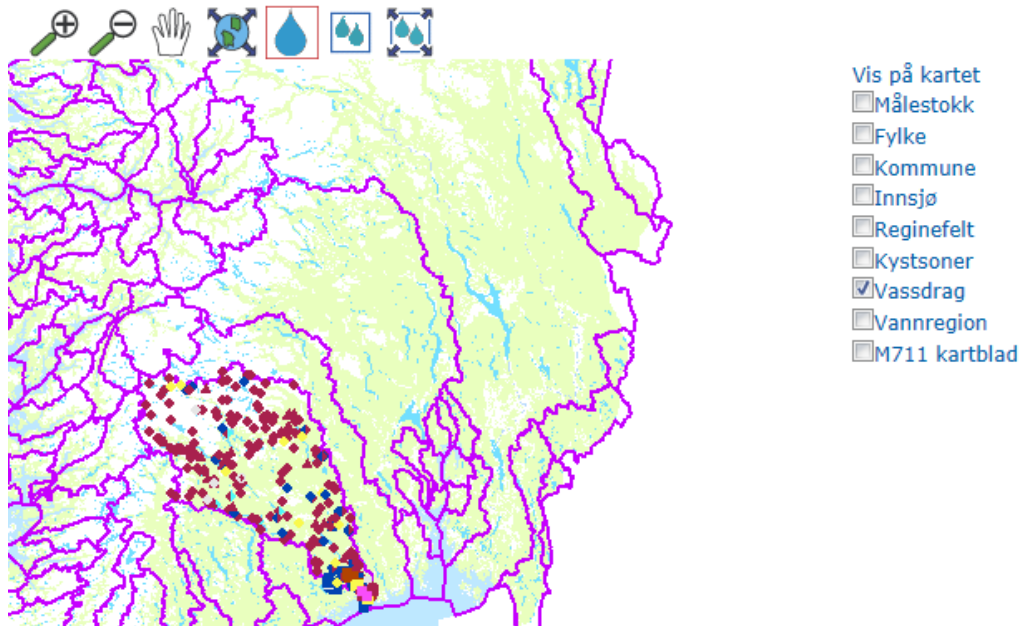 Vis på kartet
Målestokk
Fylke
Kommune
Innsjø
Reginefelt
Kystsoner
Vassdrag
Vannregion
M711 kartblad